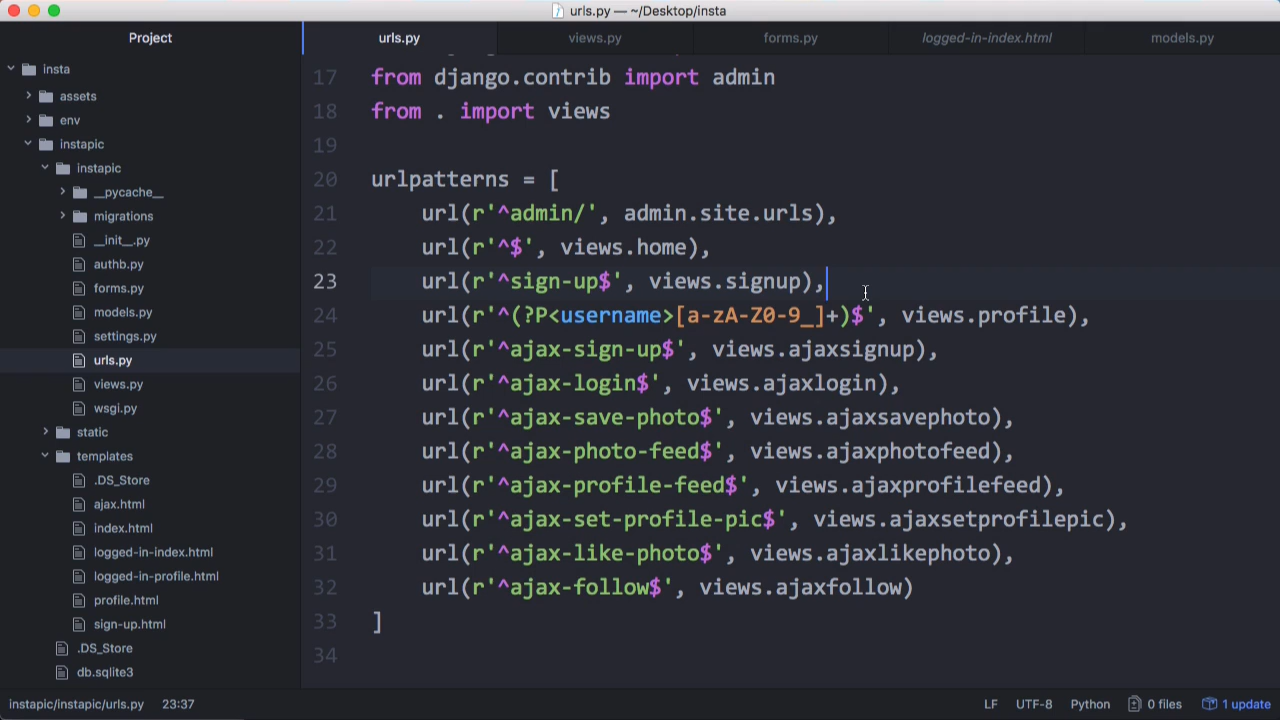 urls.py — ~/Desktop/insta
Project
urls.py
views.py
forms.py
logged-in-index.html
models.py
insta
assets
env
instapic
instapic
__pycache__
migrations
__init__.py
authb.py
forms.py
models.py
settings.py
urls.py
views.py
wsgi.py
static
templates
.DS_Store
ajax.html
index.html
logged-in-index.html
logged-in-profile.html
profile.html
sign-up.html
.DS_Store
db.sqlite3
17 from django.contrib import admin
18 from . import views
19
20 urlpatterns = [
21 url(r'^admin/', admin.site.urls),
22 url(r'^$', views.home),
23 url(r'^sign-up$', views.signup),
24 url(r'^(?P<username>[a-zA-Z0-9_]+)$', views.profile),
25 url(r'^ajax-sign-up$', views.ajaxsignup),
26 url(r'^ajax-login$', views.ajaxlogin),
27 url(r'^ajax-save-photo$', views.ajaxsavephoto),
28 url(r'^ajax-photo-feed$', views.ajaxphotofeed),
29 url(r'^ajax-profile-feed$', views.ajaxprofilefeed),
30 url(r'^ajax-set-profile-pic$', views.ajaxsetprofilepic),
31 url(r'^ajax-like-photo$', views.ajaxlikephoto),
32 url(r'^ajax-follow$', views.ajaxfollow)
33 ]
34
instapic/instapic/urls.py 23:37
LF UTF-8 Python 0 files 1 update